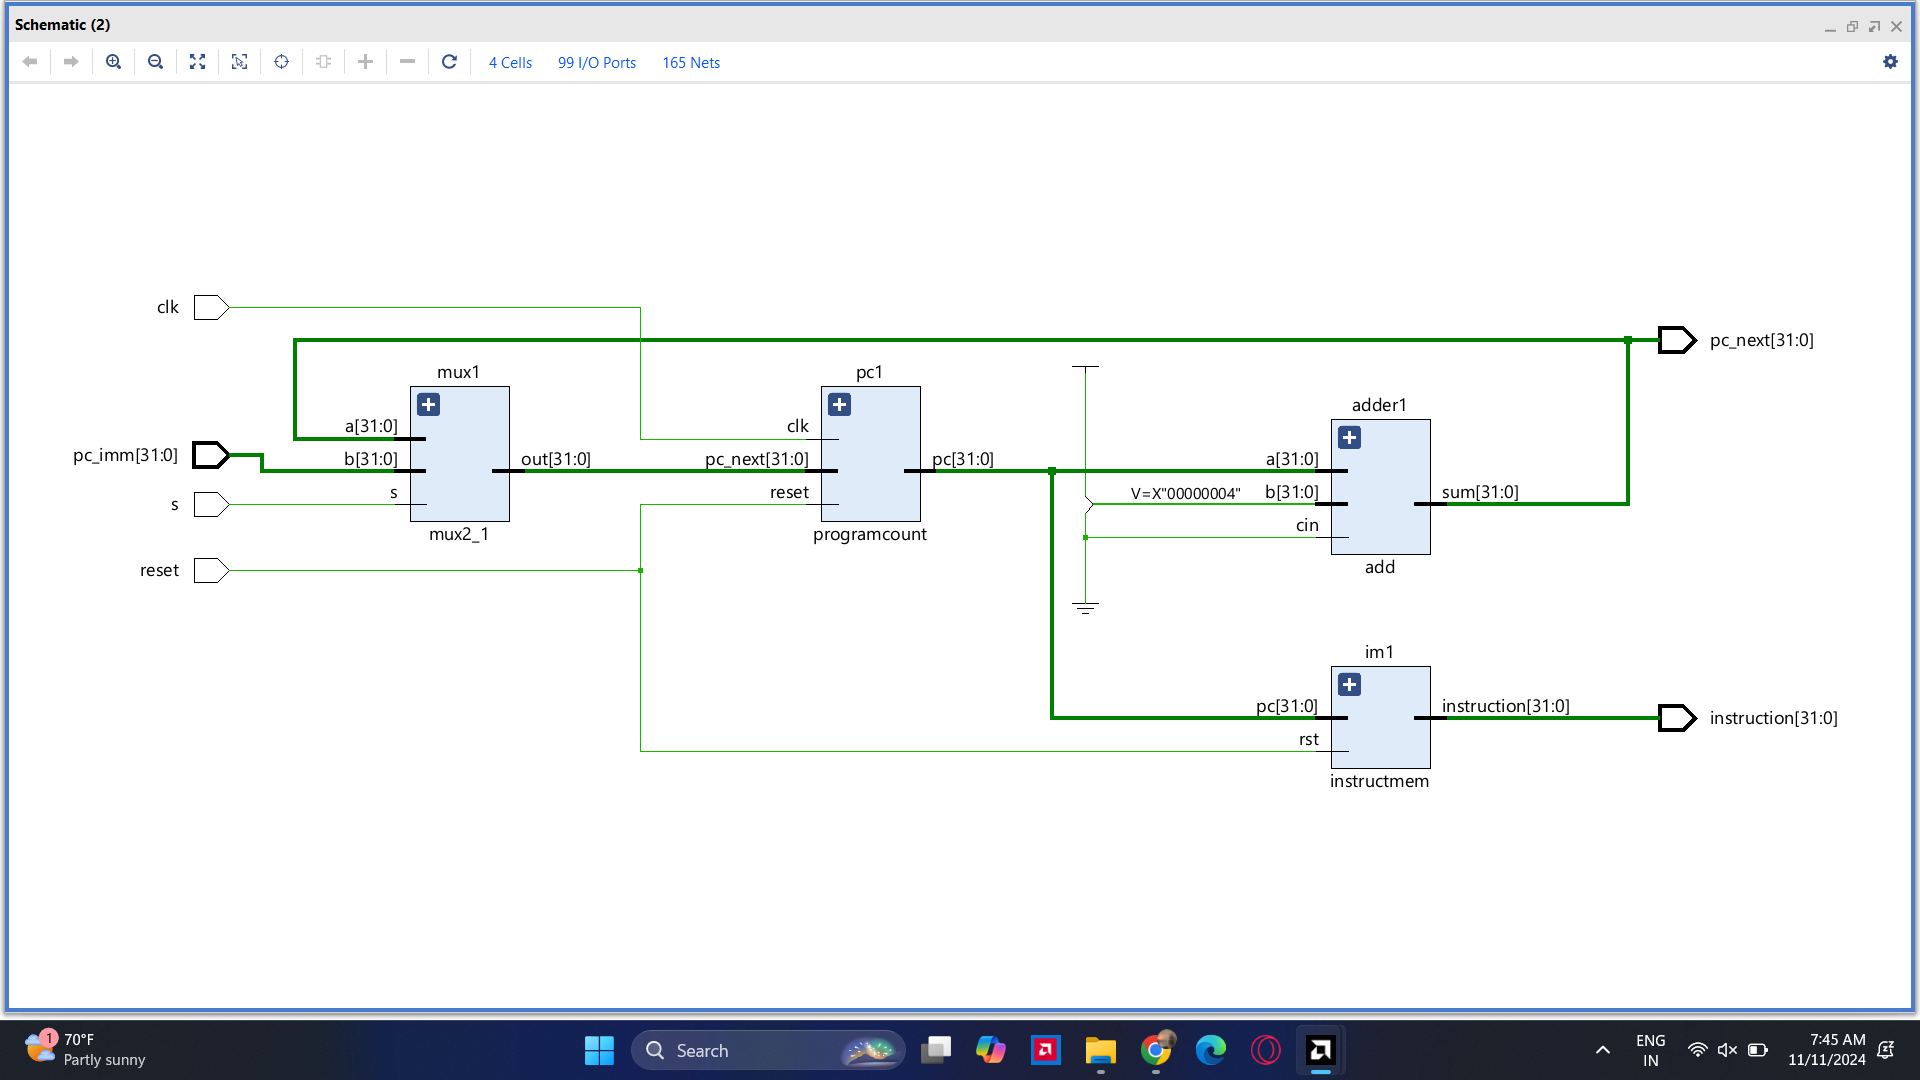 Schematic (2)
4 Cells 99 I/O Ports 165 Nets
clk
pc_next[31:0]
mux1
pc1
adder1
a[31:0]
clk
pc_imm[31:0]
b[31:0]
out[31:0]
pc_next[31:0]
pc[31:0]
a[31:0]
s
s
reset
V=X"00000004"
b[31:0]
sum[31:0]
cin
mux2_1
programcount
add
reset
im1
pc[31:0]
instruction[31:0]
instruction[31:0]
rst
instructmem
1
70°F
Partly sunny
Search
ENG
IN
7:45 AM
11/11/2024